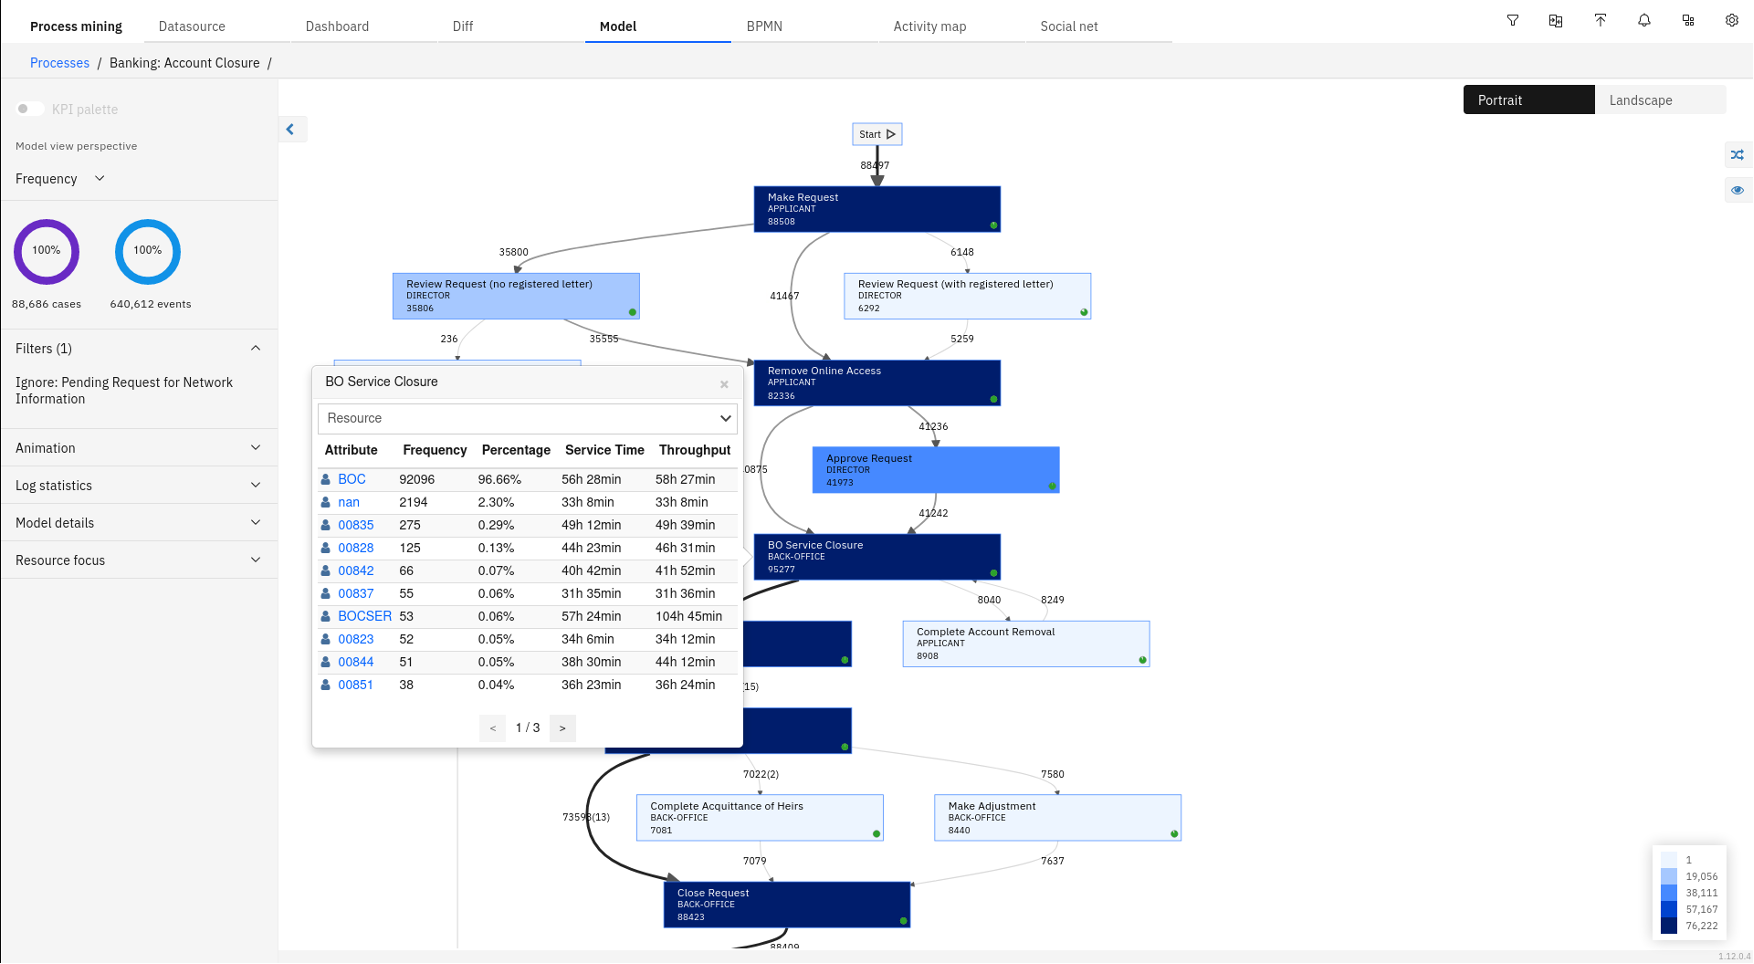 Process mining
Datasource
Dashboard
Diff
Model
BPMN
Activity map
Social net
Processes / Banking: Account Closure /
KPI palette
Model view perspective
Frequency
100%
100%
88,686 cases
640,612 events
Filters (1)
Ignore: Pending Request for Network
Information
Animation
Log statistics
Model details
Resource focus
Portrait
Landscape
Start
88497
Make Request
APPLICANT
88508
35800
41467
6148
Review Request (no registered letter)
DIRECTOR
35806
Review Request (with registered letter)
DIRECTOR
6292
236
35555
5259
Remove Online Access
APPLICANT
82336
41236
0875
Approve Request
DIRECTOR
41973
41242
BO Service Closure
BACK-OFFICE
95277
8040
8249
Complete Account Removal
APPLICANT
8908
BO Service Closure
×
Resource
Attribute Frequency Percentage Service Time Throughput
BOC 92096 96.66% 56h 28min 58h 27min
nan 2194 2.30% 33h 8min 33h 8min
00835 275 0.29% 49h 12min 49h 39min
00828 125 0.13% 44h 23min 46h 31min
00842 66 0.07% 40h 42min 41h 52min
00837 55 0.06% 31h 35min 31h 36min
BOCSER 53 0.06% 57h 24min 104h 45min
00823 52 0.05% 34h 6min 34h 12min
00844 51 0.05% 38h 30min 44h 12min
00851 38 0.04% 36h 23min 36h 24min
< 1 / 3 >
(15)
7022(2)
7580
73598(13)
Complete Acquittance of Heirs
BACK-OFFICE
7081
Make Adjustment
BACK-OFFICE
8440
7079
7637
Close Request
BACK-OFFICE
88423
88409
1
19,056
38,111
57,167
76,222
1.12.0.4